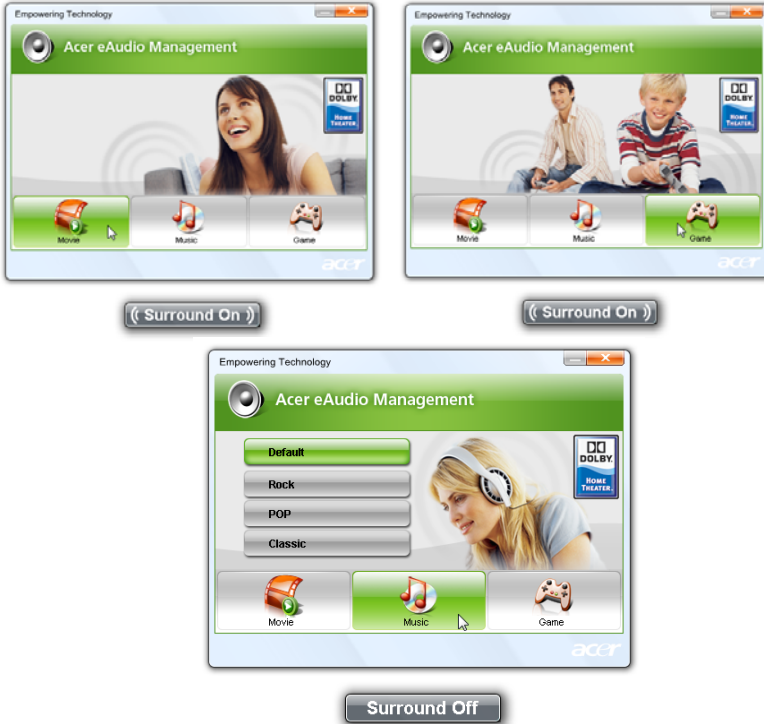 Empowering Technology
Acer eAudio Management
DOLBY
HOME
THEATER
Movie
Music
Game
acer
(( Surround On ))
Empowering Technology
Acer eAudio Management
DOLBY
HOME
THEATER
Movie
Music
Game
acer
(( Surround On ))
Empowering Technology
Acer eAudio Management
DOLBY
HOME
THEATER
Default
Rock
POP
Classic
Movie
Music
Game
acer
Surround Off